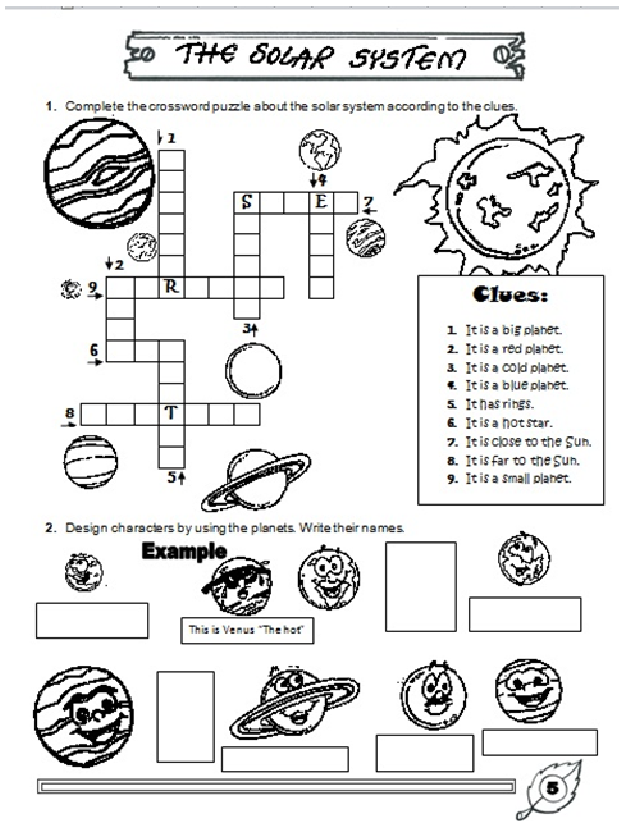 THE SOLAR SYSTEM
1. Complete the crossword puzzle about the solar system according to the clues.
1
4
S E 7
2
9 R
3
6
8 T
5
Clues:
1. It is a big planet.
2. It is a red planet.
3. It is a cold planet.
4. It is a blue planet.
5. It has rings.
6. It is a hot star.
7. It is close to the Sun.
8. It is far to the Sun.
9. It is a small planet.
2. Design characters by using the planets. Write their names.
Example
This is Venus "The hot"
5